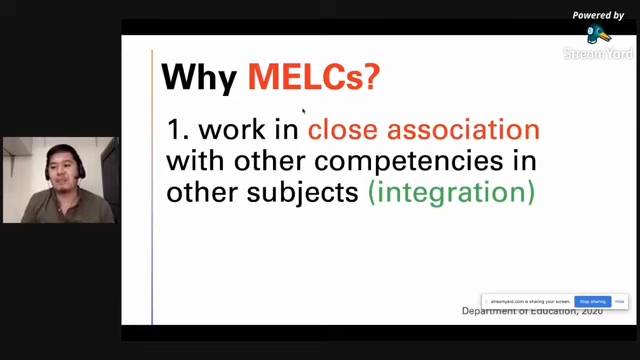 Powered by
StreamYard
Why MELCs?
1. work in close association
with other competencies in
other subjects (integration)
streamyard.com is sharing your screen.
Stop sharing
Hide
Department of Education, 2020